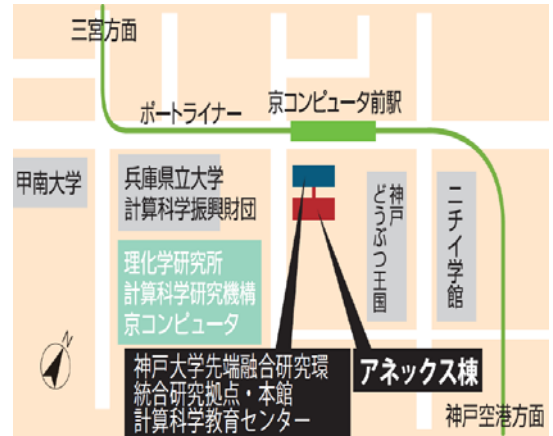 三宮方面
ポートライナー
京コンピュータ前駅
甲南大学
兵庫県立大学
計算科学振興財団
神戸
どうぶつ王国
ニチイ学館
理化学研究所
計算科学研究機構
京コンピュータ
N
神戸大学先端融合研究環
統合研究拠点・本館
計算科学教育センター
アネックス棟
神戸空港方面